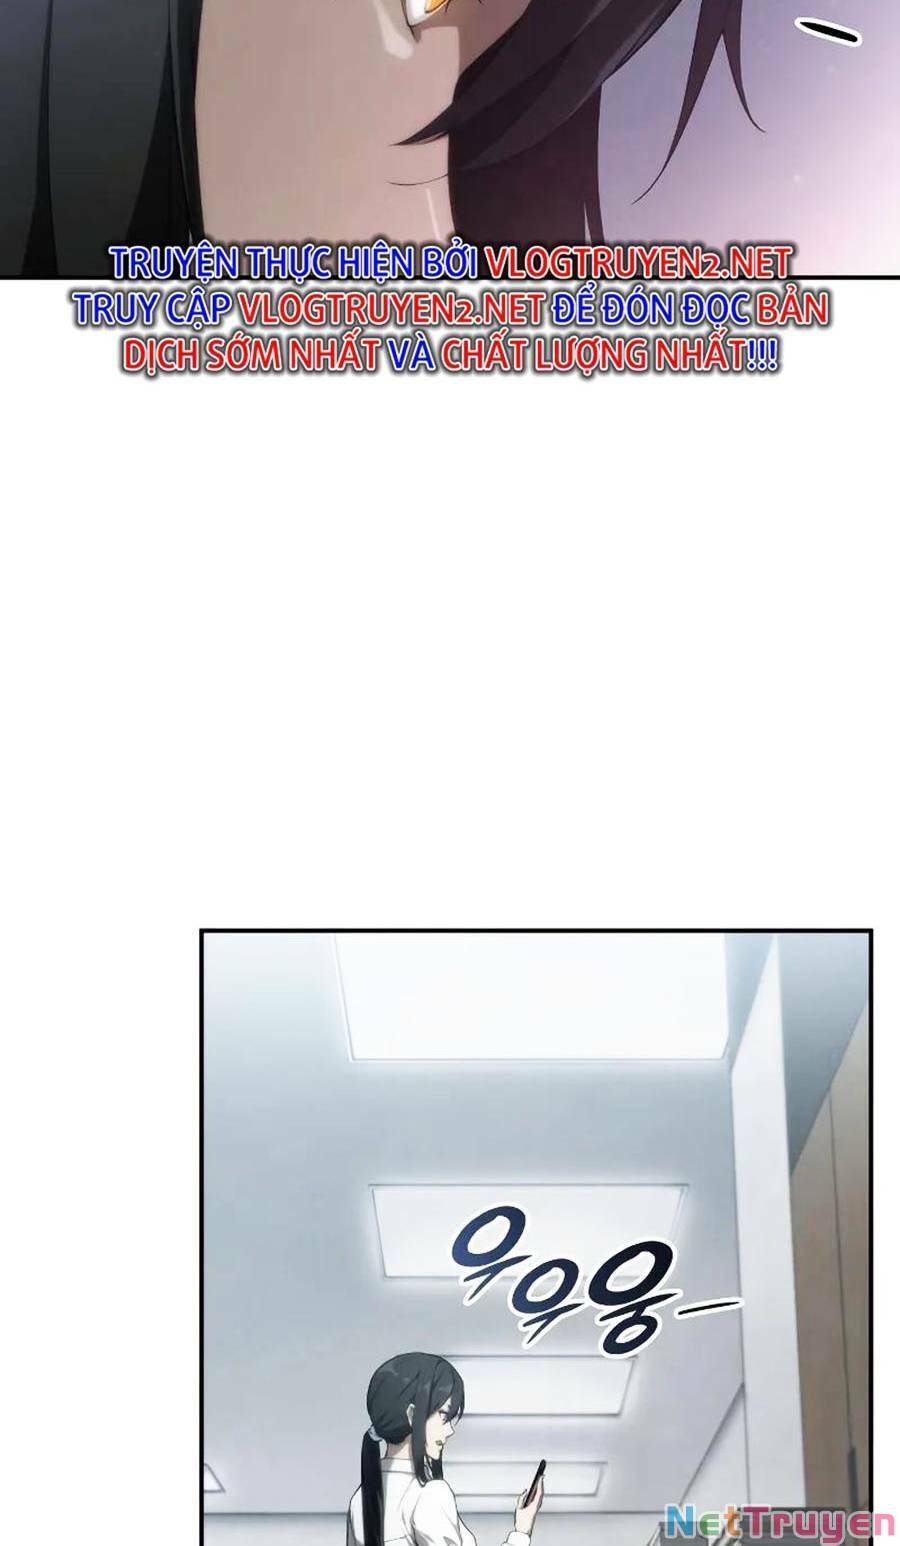 TRUYỆN THỰC HIỆN BỞI VLOGTRUYEN2.NET
TRUY CẬP VLOGTRUYEN2.NET ĐỂ ĐÓN ĐỌC BẢN
DỊCH SỚM NHẤT VÀ CHẤT LƯỢNG NHẤT!!!
우우웅-
NetTruyen